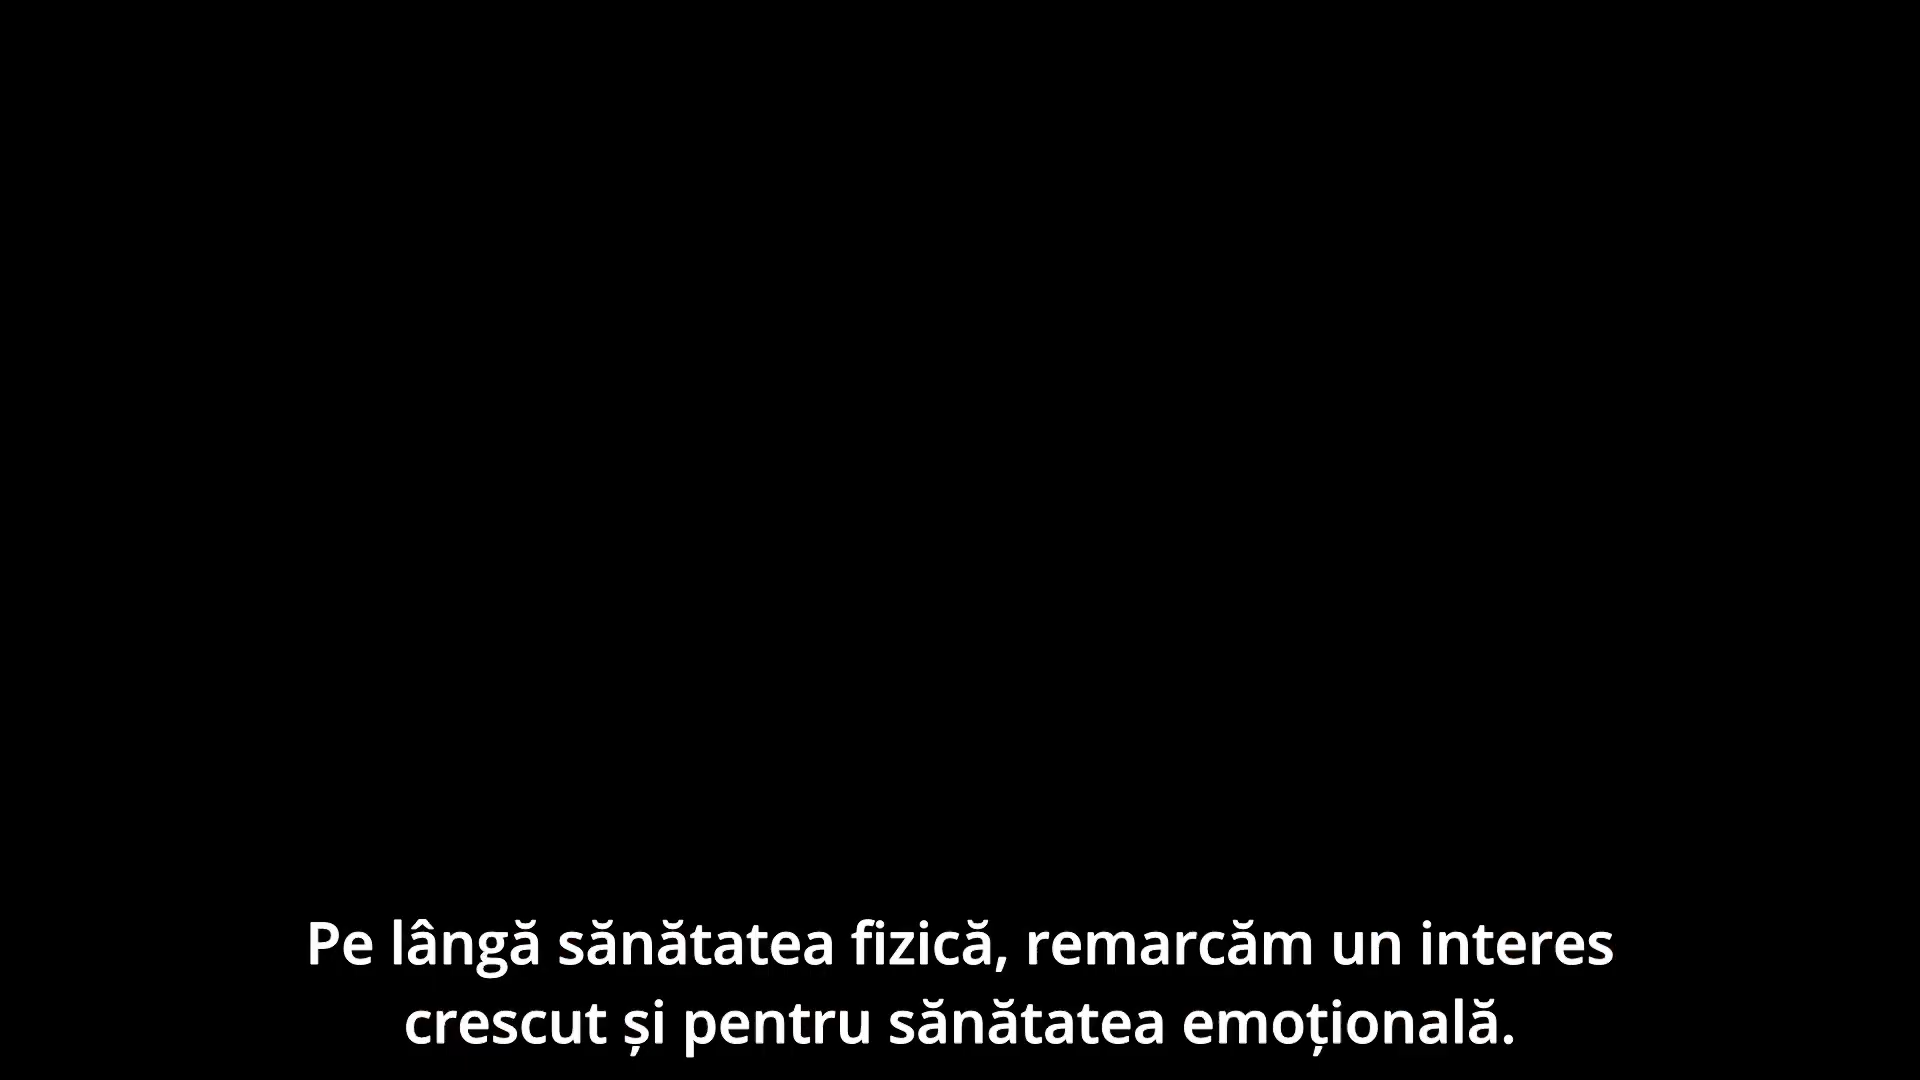 Pe lângă sănătatea fizică, remarcăm un interes
crescut și pentru sănătatea emoțională.